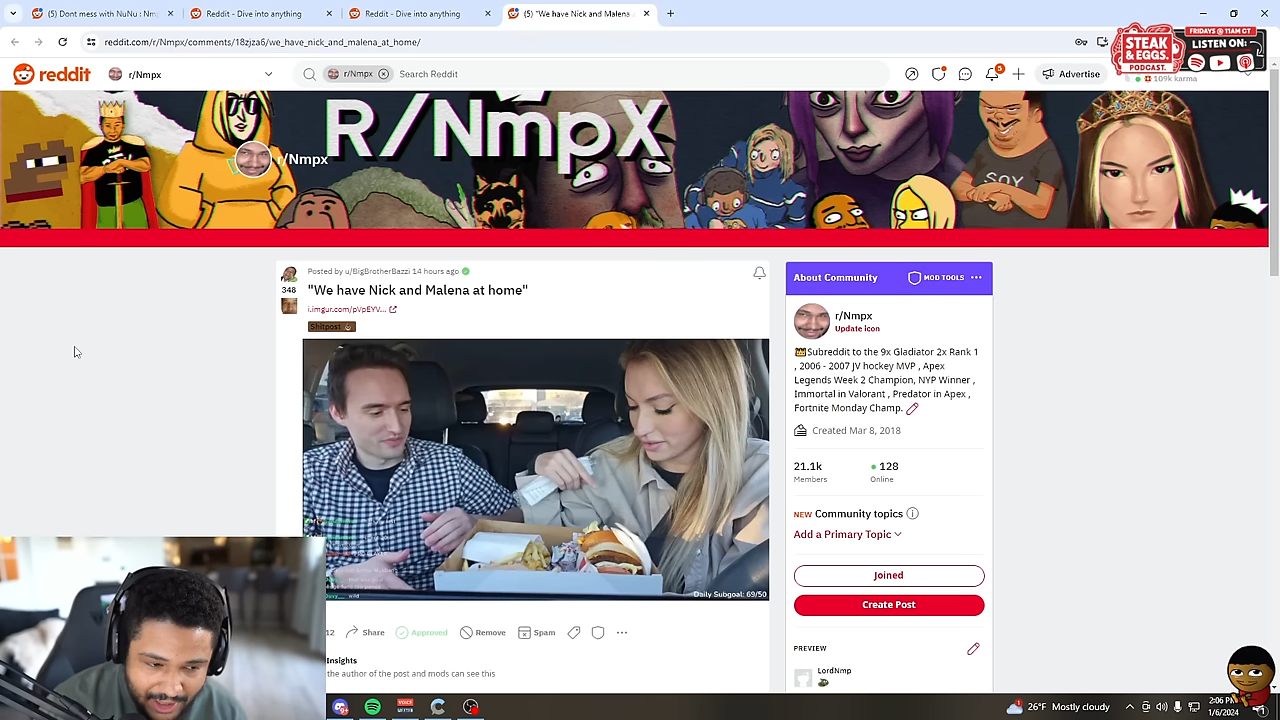 (5) Dont mess with NuNu : Nmp
Reddit - Dive into anything
Reddit - Dive into anything
(5) "We have Nick and Malena
reddit.com/r/Nmpx/comments/18zjza6/we_have_nick_and_malena_at_home/
STEAK & EGGS. PODCAST.
FRIDAYS @ 11AM CT
LISTEN ON:
reddit
r/Nmpx
r/Nmpx
Search Reddit
5
Advertise
109k karma
R/NmpX
r/Nmpx
SOY
Posted by u/BigBrotherBazzi 14 hours ago
348
"We have Nick and Malena at home"
i.imgur.com/pVpEYV...
Shitpost
Daily Subgoal: 69/50
wild
12
Share
Approved
Remove
Spam
Insights
the author of the post and mods can see this
About Community
MOD TOOLS
r/Nmpx
Update icon
Subreddit to the 9x Gladiator 2x Rank 1
, 2006 - 2007 JV hockey MVP , Apex
Legends Week 2 Champion, NYP Winner ,
Immortal in Valorant , Predator in Apex ,
Fortnite Monday Champ.
Created Mar 8, 2018
21.1k
128
Members
Online
NEW Community topics
Add a Primary Topic
Joined
Create Post
PREVIEW
LordNmp
26°F Mostly cloudy
2:06 PM
1/6/2024